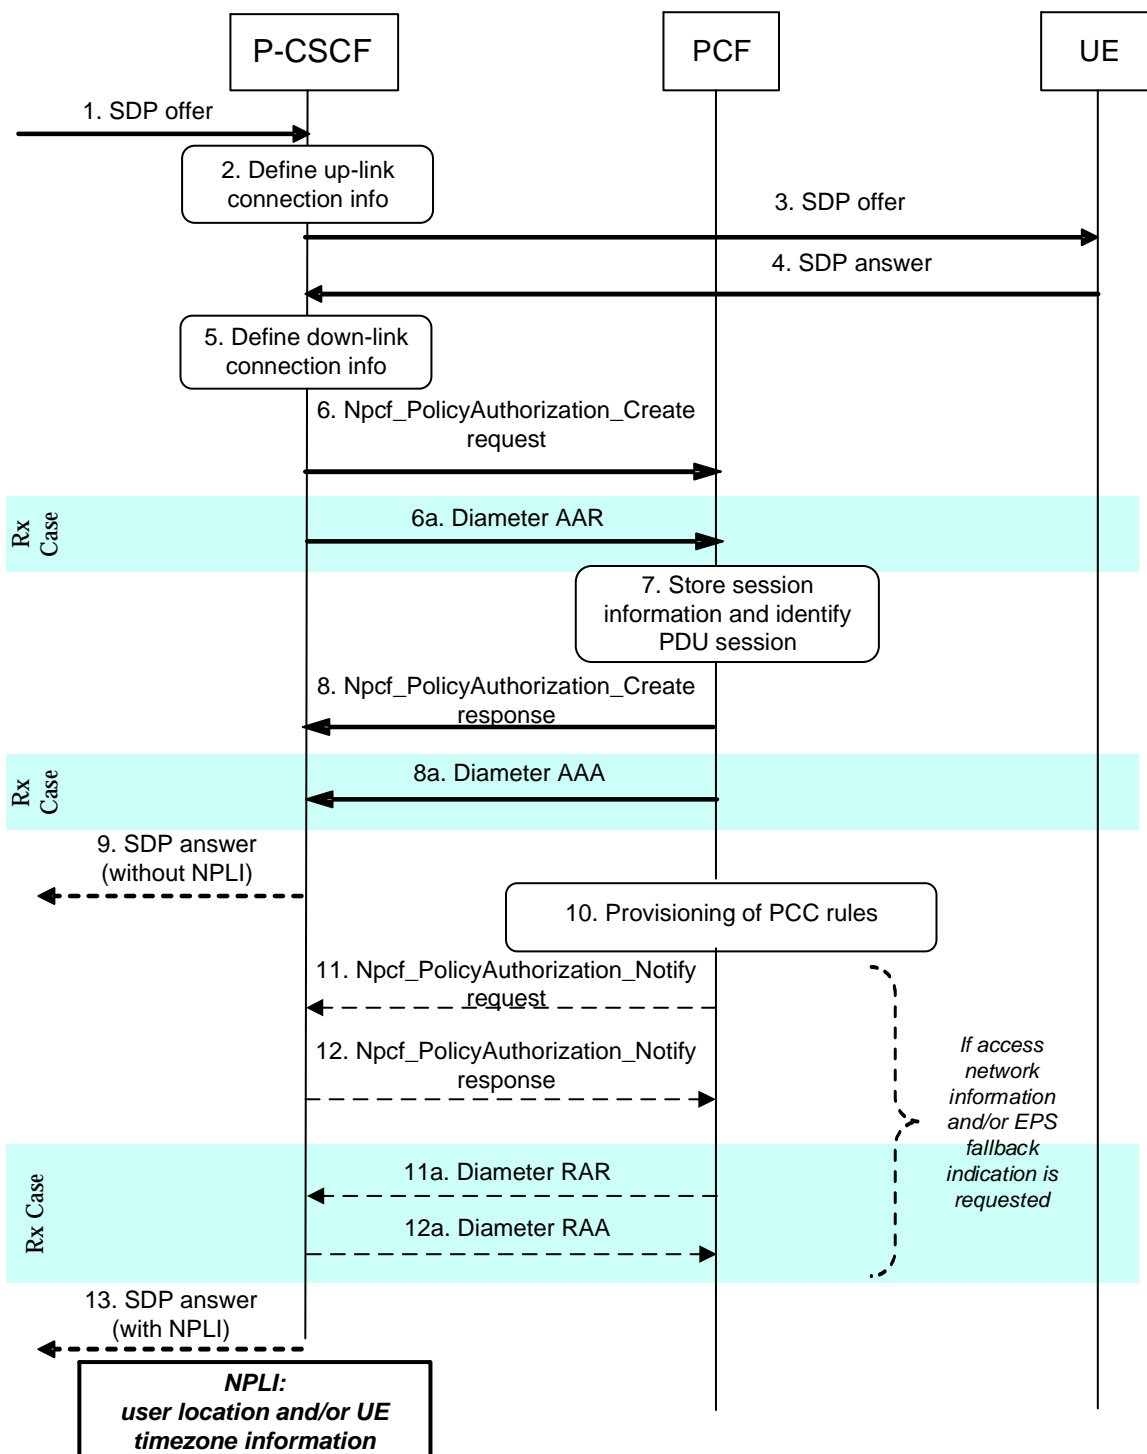 P-CSCF
PCF
UE
1. SDP offer
2. Define up-link
connection info
3. SDP offer
4. SDP answer
5. Define down-link
connection info
6. Npcf_PolicyAuthorization_Create
request
Rx
Case
6a. Diameter AAR
7. Store session
information and identify
PDU session
8. Npcf_PolicyAuthorization_Create
response
Rx
Case
8a. Diameter AAA
9. SDP answer
(without NPLI)
10. Provisioning of PCC rules
11. Npcf_PolicyAuthorization_Notify
request
12. Npcf_PolicyAuthorization_Notify
response
If access
network
information
and/or EPS
fallback
indication is
requested
Rx Case
11a. Diameter RAR
12a. Diameter RAA
13. SDP answer
(with NPLI)
NPLI:
user location and/or UE
timezone information